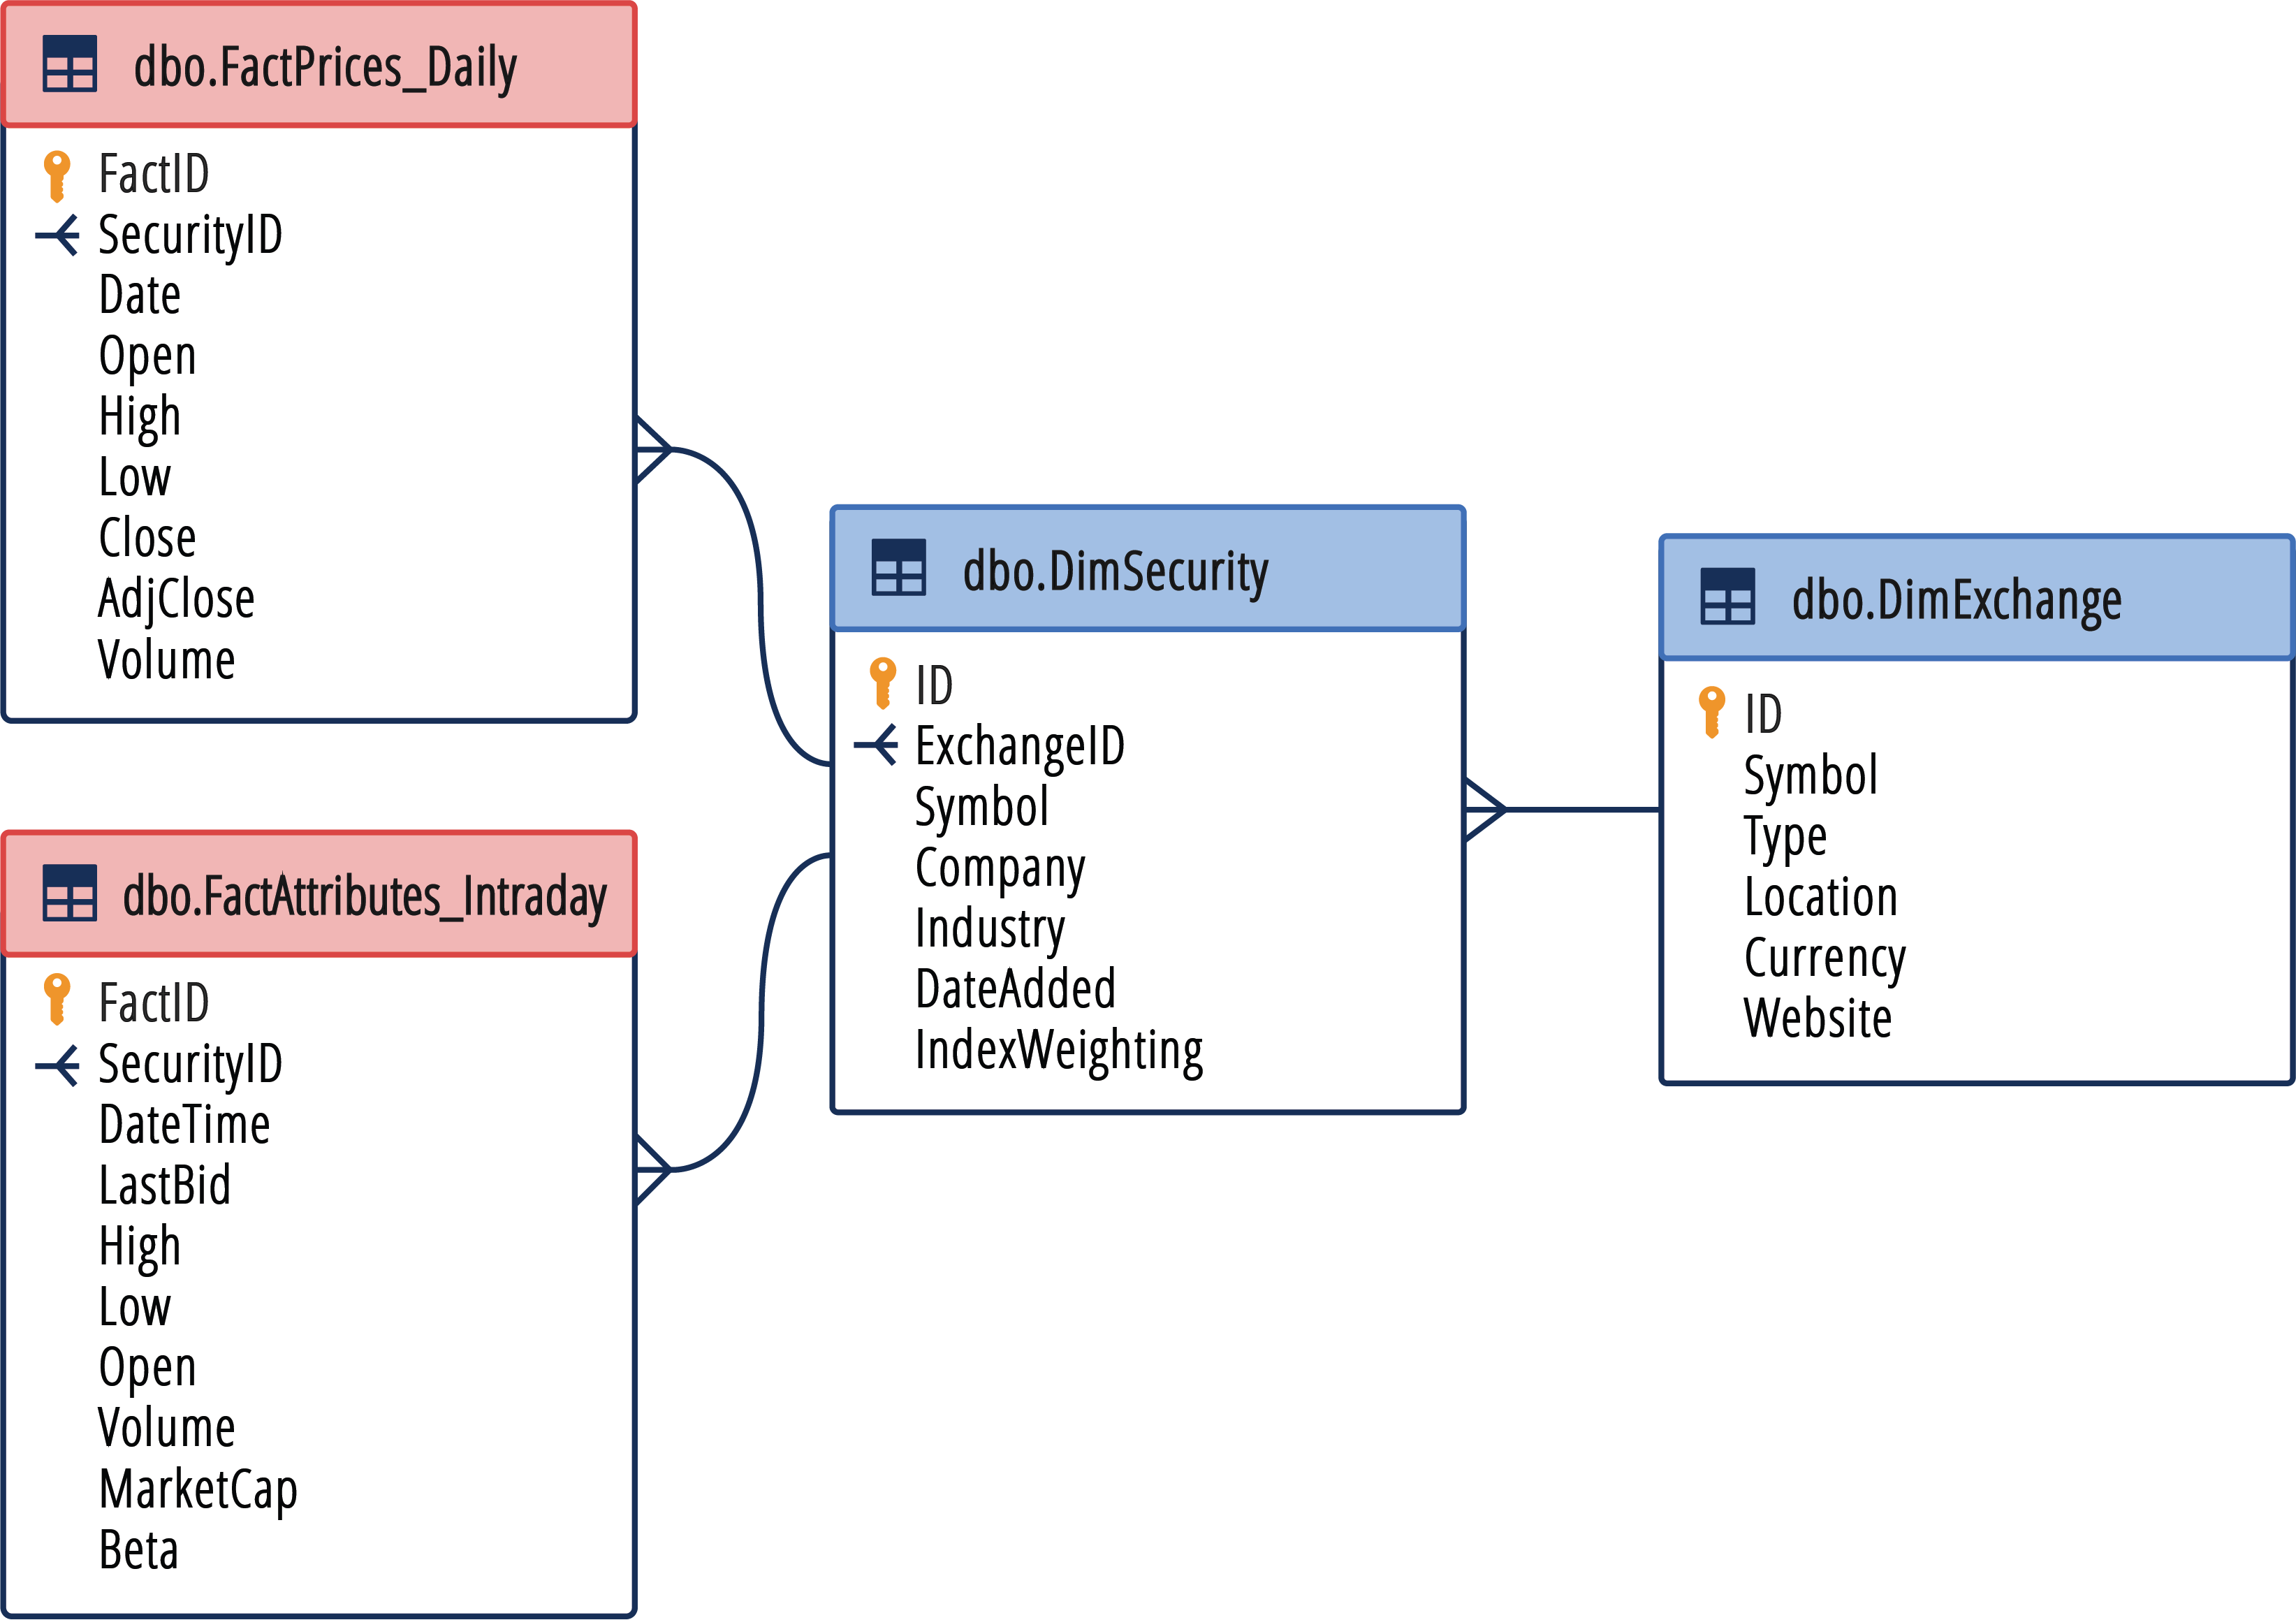 dbo.FactPrices_Daily
FactID
SecurityID
Date
Open
High
Low
Close
AdjClose
Volume
dbo.FactAttributes_Intraday
FactID
SecurityID
DateTime
LastBid
High
Low
Open
Volume
MarketCap
Beta
dbo.DimSecurity
ID
ExchangeID
Symbol
Company
Industry
DateAdded
IndexWeighting
dbo.DimExchange
ID
Symbol
Type
Location
Currency
Website